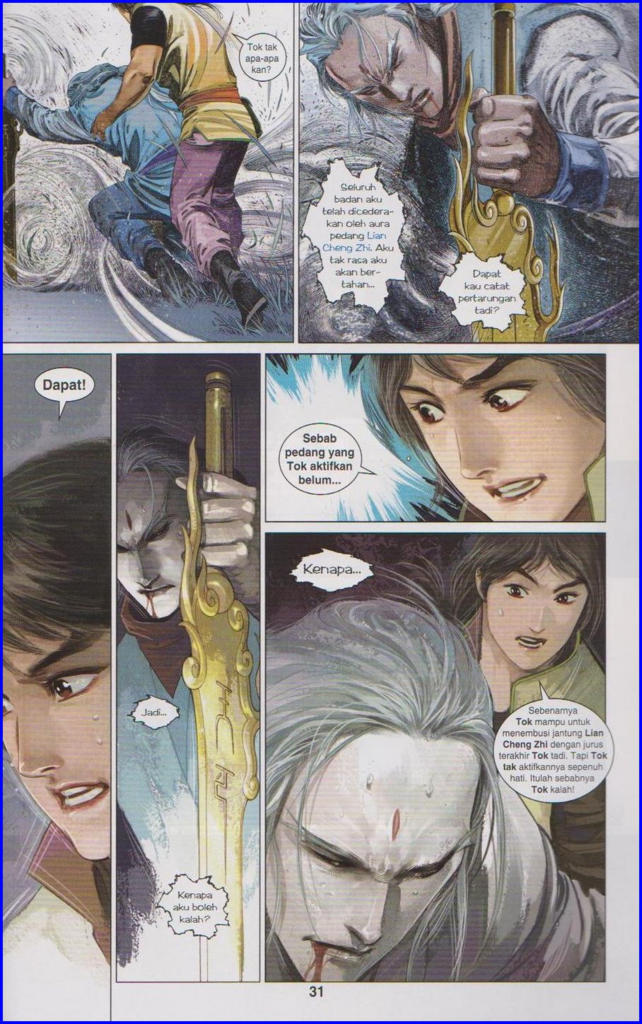 Tok tak
apa-apa
kan?
Seluruh
badan aku
telah dicedera-
kan oleh aura
pedang Lian
Cheng Zhi. Aku
tak rasa aku
akan ber-
tahan...
Dapat
kau catat
pertarungan
tadi?
Dapat!
Jadi...
Kenapa
aku boleh
kalah?
Sebab
pedang yang
Tok aktifkan
belum...
Kenapa...
Sebenarnya
Tok mampu untuk
menembusi jantung Lian
Cheng Zhi dengan jurus
terakhir Tok tadi. Tapi Tok
tak aktifkannya sepenuh
hati. Itulah sebabnya
Tok kalah!
31